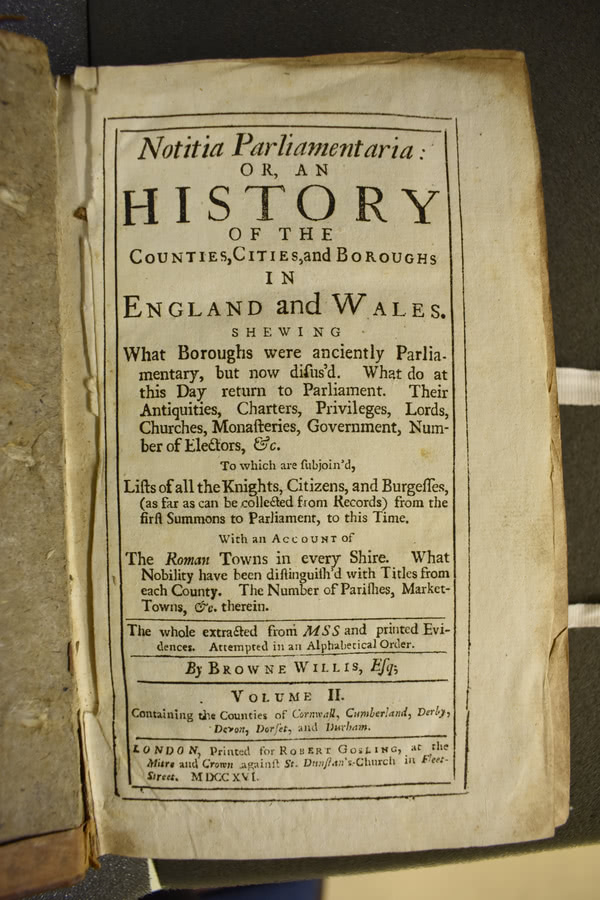 Notitia Parliamentaria:
OR, AN
HISTORY
OF THE
COUNTIES, CITIES, and BOROUGHS
IN
ENGLAND and WALES.
SHEWING
What Boroughs were anciently Parlia-
mentary, but now diſus'd. What do at
this Day return to Parliament. Their
Antiquities, Charters, Privileges, Lords,
Churches, Monaſteries, Government, Num-
ber of Electors, &c.
To which are ſubjoin'd,
Liſts of all the Knights, Citizens, and Burgeſſes,
(as far as can be collected from Records) from the
firſt Summons to Parliament, to this Time.
With an ACCOUNT of
The Roman Towns in every Shire. What
Nobility have been diſtinguiſh'd with Titles from
each County. The Number of Pariſhes, Market-
Towns, &c. therein.
The whole extracted from MSS and printed Evi-
dences. Attempted in an Alphabetical Order.
By BROWNE WILLIS, Eſq;
VOLUME II.
Containing the Counties of Cornwall, Cumberland, Derby,
Devon, Dorſet, and Durham.
LONDON, Printed for ROBERT GOSLING, at the
Mitre and Crown againſt St. Dunſtan's-Church in Fleet-
Street. MDCCXVI.